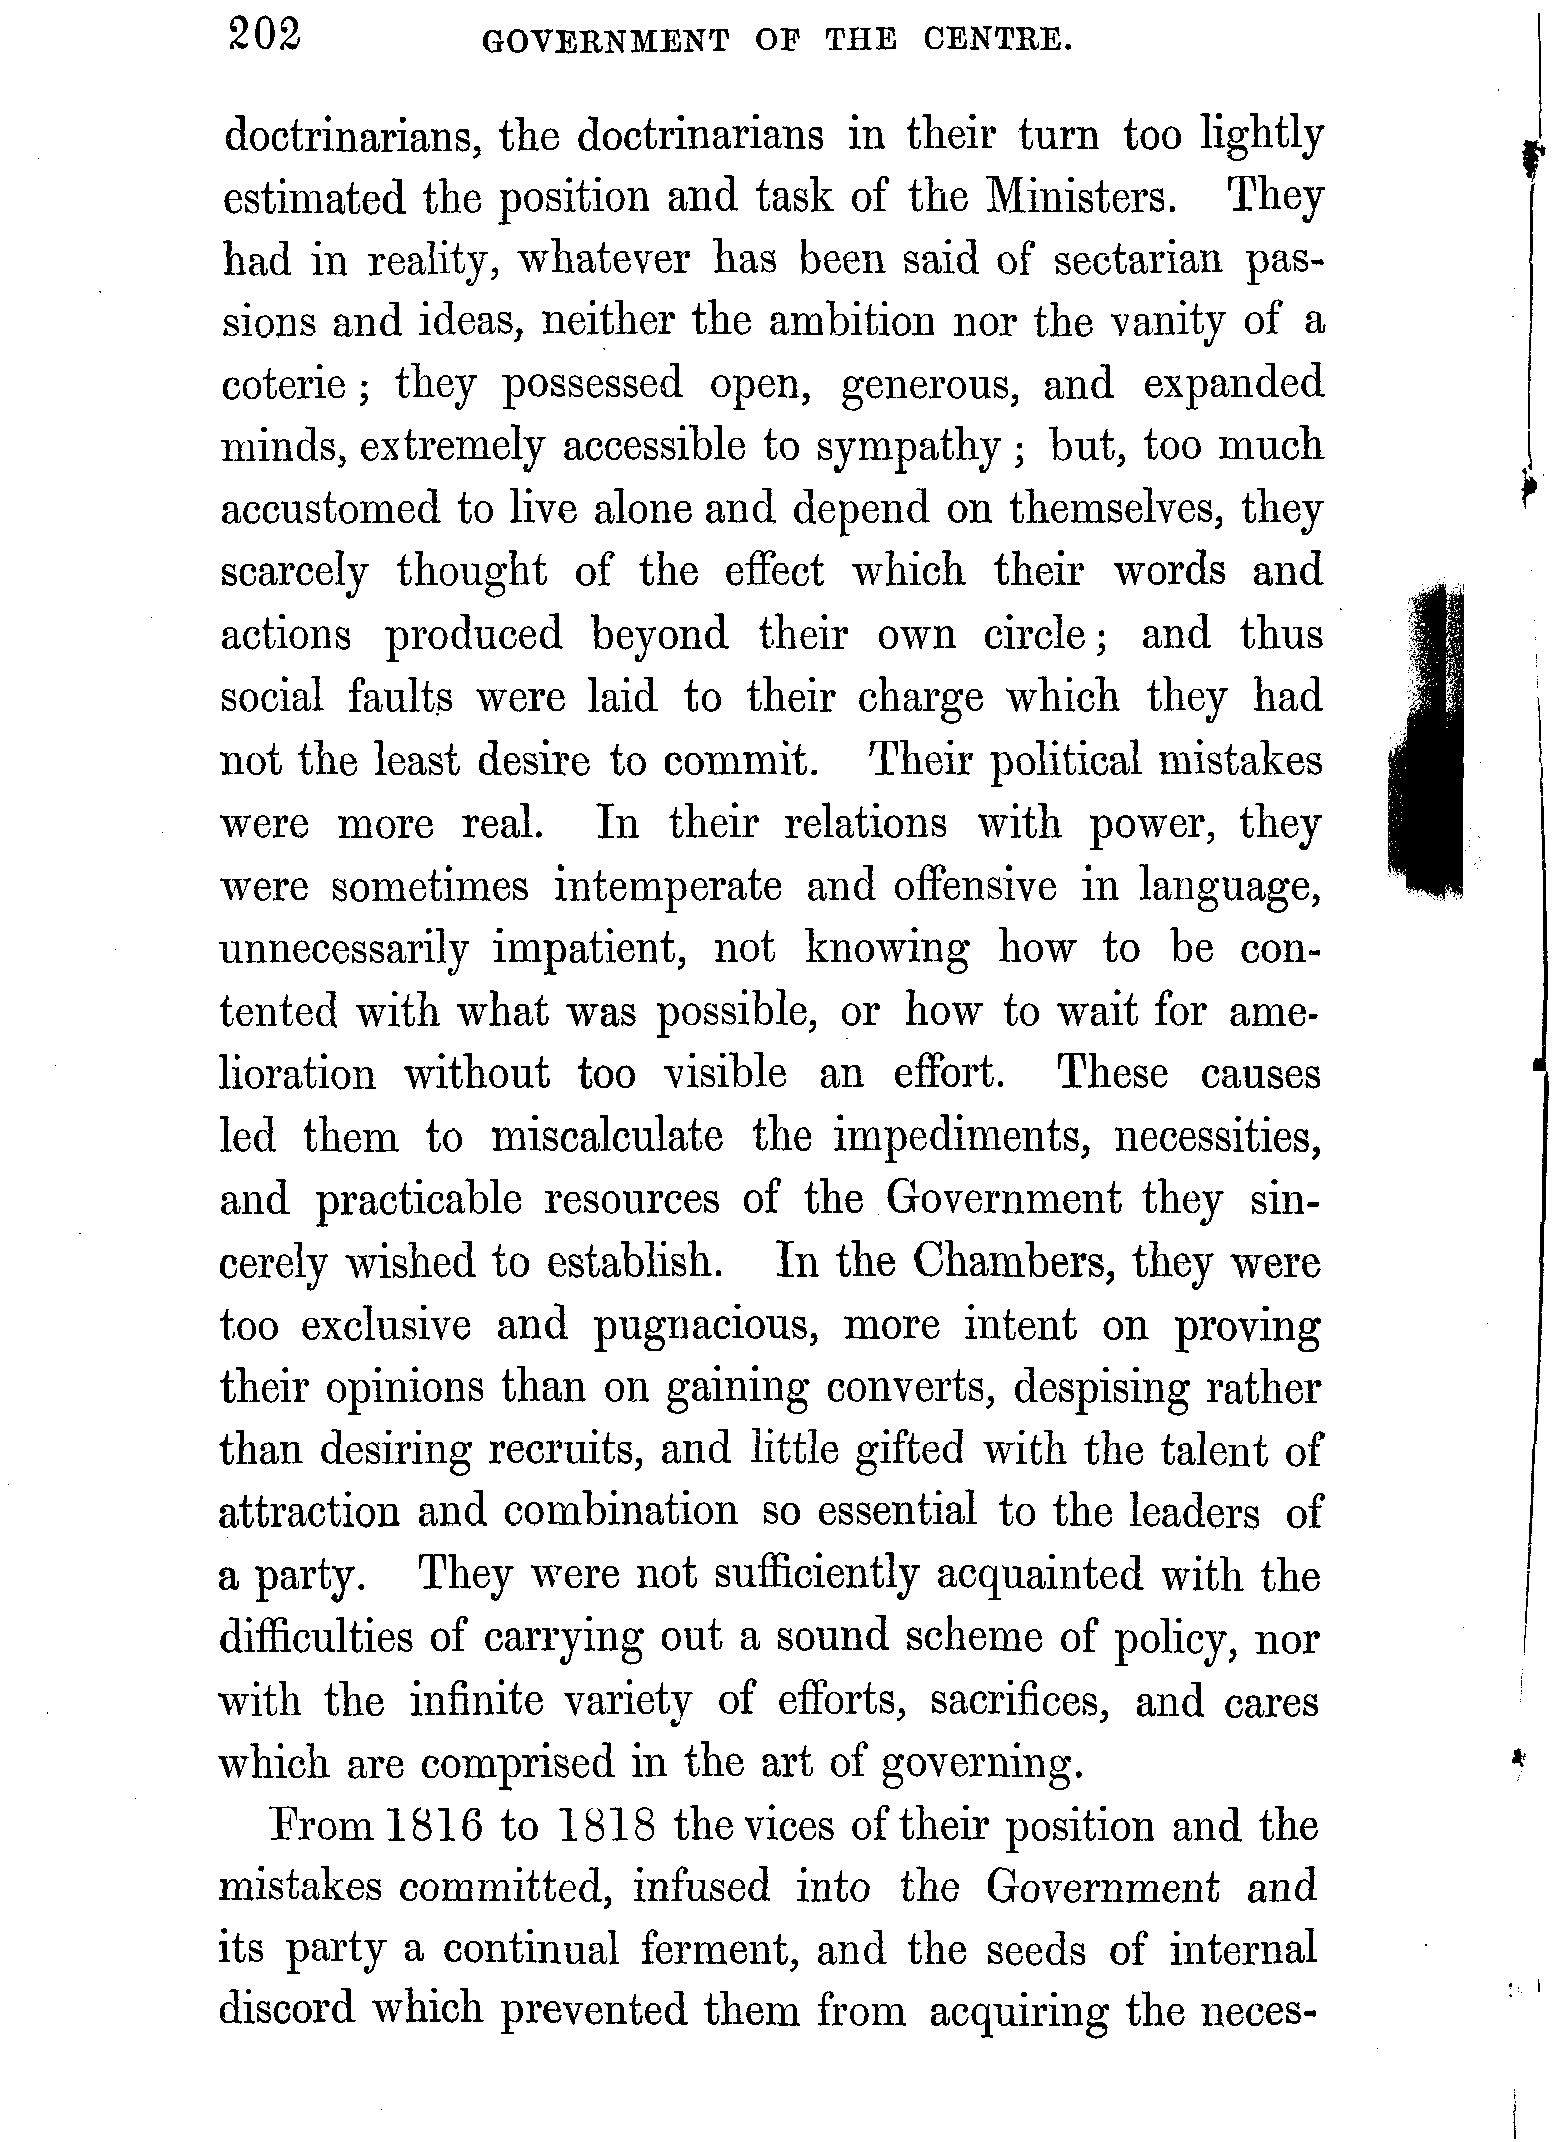 202 GOVERNMENT OF THE CENTRE.
doctrinarians, the doctrinarians in their turn too lightly
estimated the position and task of the Ministers. They
had in reality, whatever has been said of sectarian pas-
sions and ideas, neither the ambition nor the vanity of a
coterie ; they possessed open, generous, and expanded
minds, extremely accessible to sympathy ; but, too much
accustomed to live alone and depend on themselves, they
scarcely thought of the effect which their words and
actions produced beyond their own circle ; and thus
social faults were laid to their charge which they had
not the least desire to commit. Their political mistakes
were more real. In their relations with power, they
were sometimes intemperate and offensive in language,
unnecessarily impatient, not knowing how to be con-
tented with what was possible, or how to wait for ame-
lioration without too visible an effort. These causes
led them to miscalculate the impediments, necessities,
and practicable resources of the Government they sin-
cerely wished to establish. In the Chambers, they were
too exclusive and pugnacious, more intent on proving
their opinions than on gaining converts, despising rather
than desiring recruits, and little gifted with the talent of
attraction and combination so essential to the leaders of
a party. They were not sufficiently acquainted with the
difficulties of carrying out a sound scheme of policy, nor
with the infinite variety of efforts, sacrifices, and cares
which are comprised in the art of governing.
From 1816 to 1818 the vices of their position and the
mistakes committed, infused into the Government and
its party a continual ferment, and the seeds of internal
discord which prevented them from acquiring the neces-